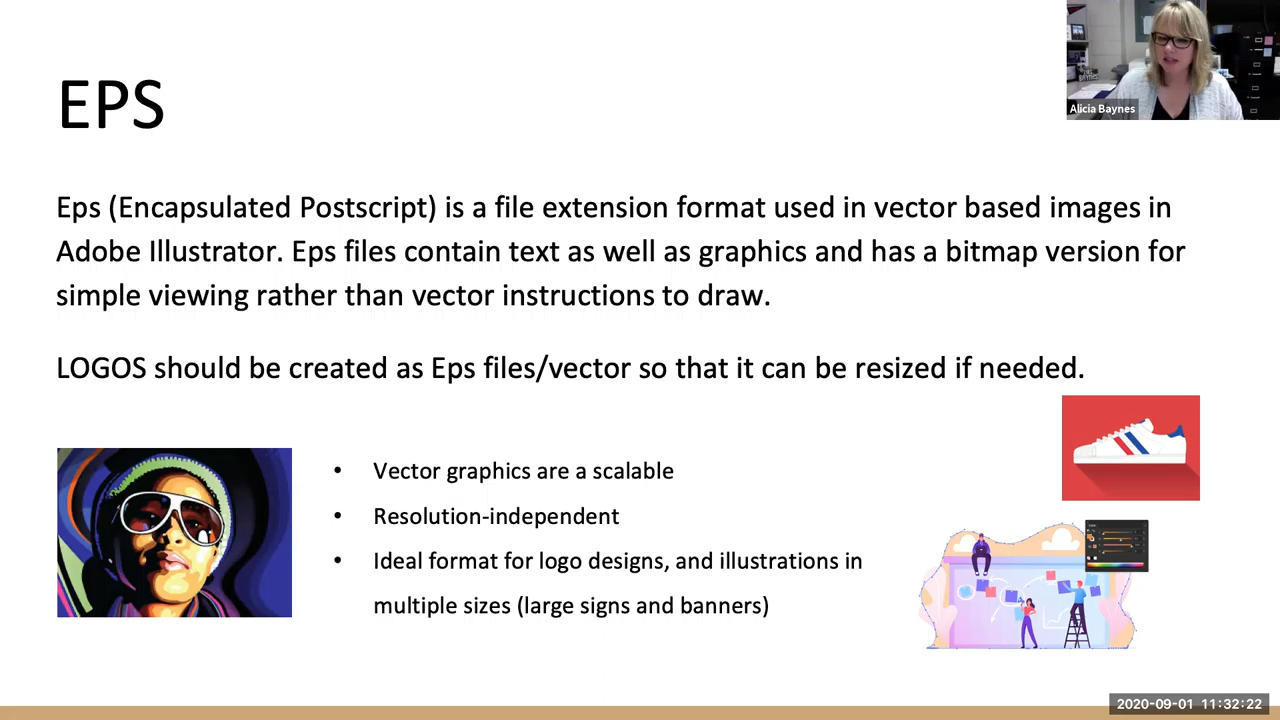 EPS
Alicia Baynes
Eps (Encapsulated Postscript) is a file extension format used in vector based images in
Adobe Illustrator. Eps files contain text as well as graphics and has a bitmap version for
simple viewing rather than vector instructions to draw.
LOGOS should be created as Eps files/vector so that it can be resized if needed.
• Vector graphics are a scalable
• Resolution-independent
• Ideal format for logo designs, and illustrations in
multiple sizes (large signs and banners)
2020-09-01 11:32:22